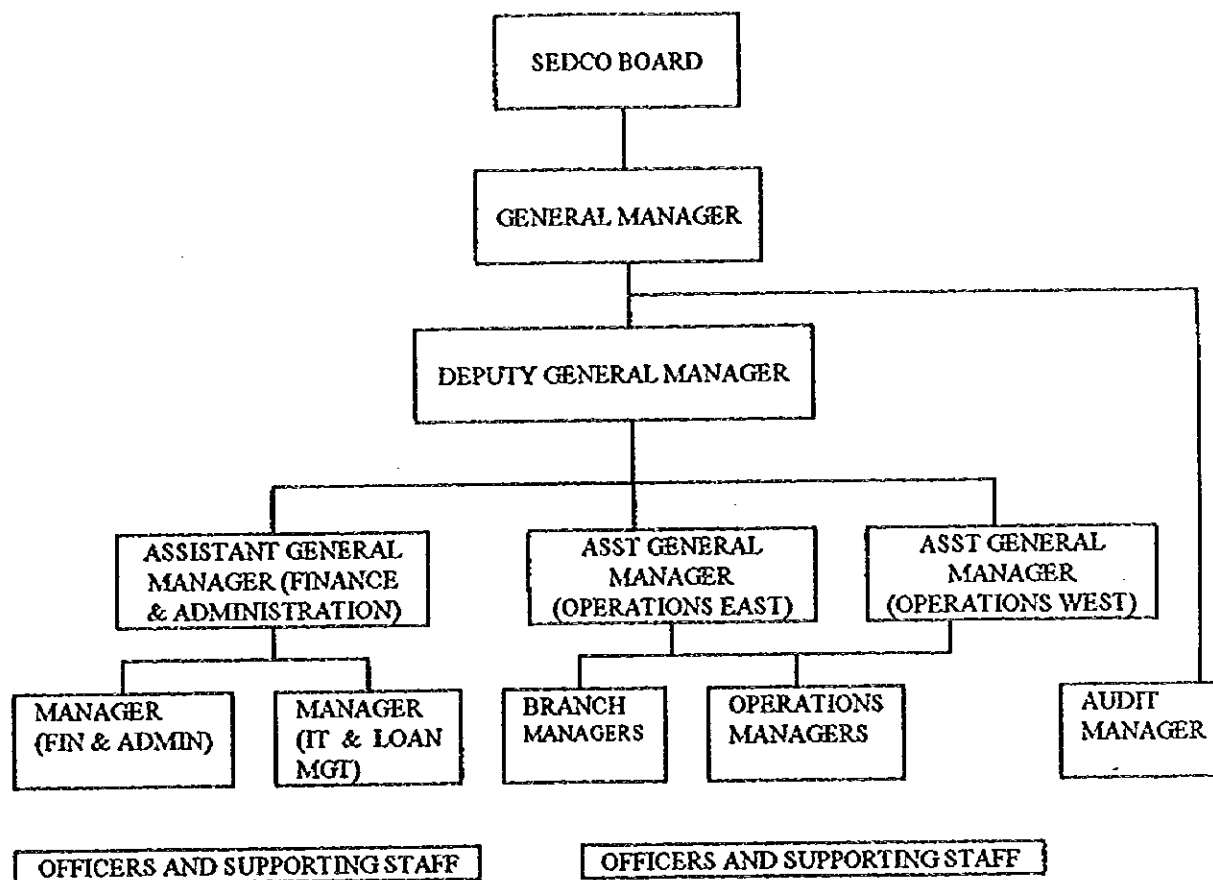 SEDCO BOARD
GENERAL MANAGER
DEPUTY GENERAL MANAGER
ASSISTANT GENERAL
MANAGER (FINANCE
& ADMINISTRATION)
ASST GENERAL
MANAGER
(OPERATIONS EAST)
ASST GENERAL
MANAGER
(OPERATIONS WEST)
MANAGER
(FIN & ADMIN)
MANAGER
(IT & LOAN
MGT)
BRANCH
MANAGERS
OPERATIONS
MANAGERS
AUDIT
MANAGER
OFFICERS AND SUPPORTING STAFF
OFFICERS AND SUPPORTING STAFF